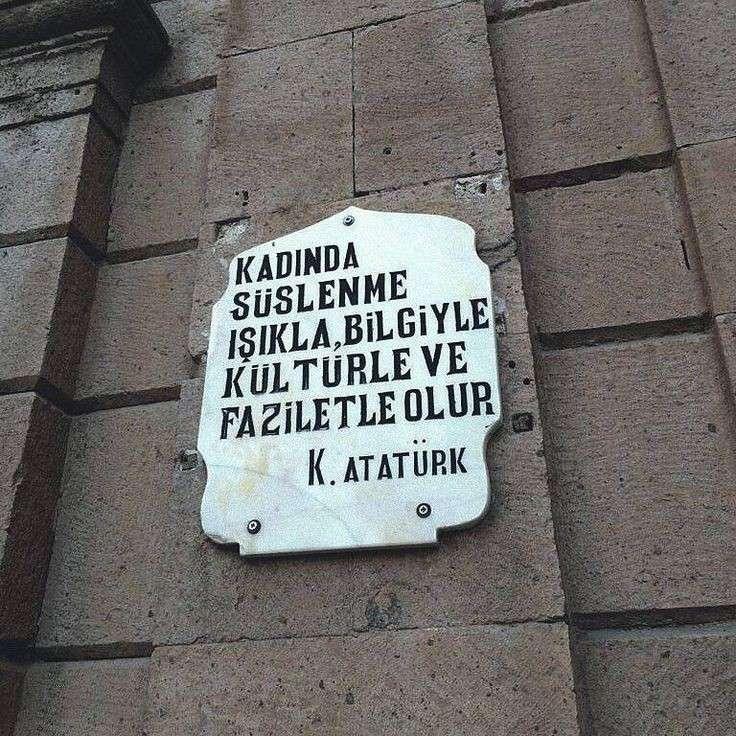 KADINDA
SÜSLENME
IŞIKLA, BİLGİYLE
KÜLTÜRLE VE
FAZİLETLE OLUR
K. ATATÜRK